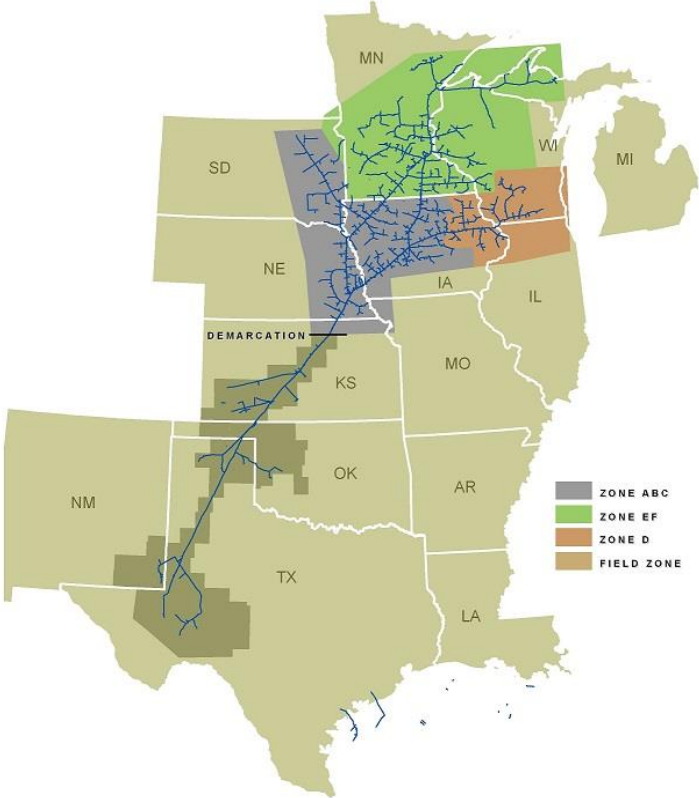 MN
WI
MI
SD
NE
IA
IL
DEMARCATION
KS
MO
NM
OK
AR
ZONE ABC
ZONE EF
ZONE D
FIELD ZONE
TX
LA